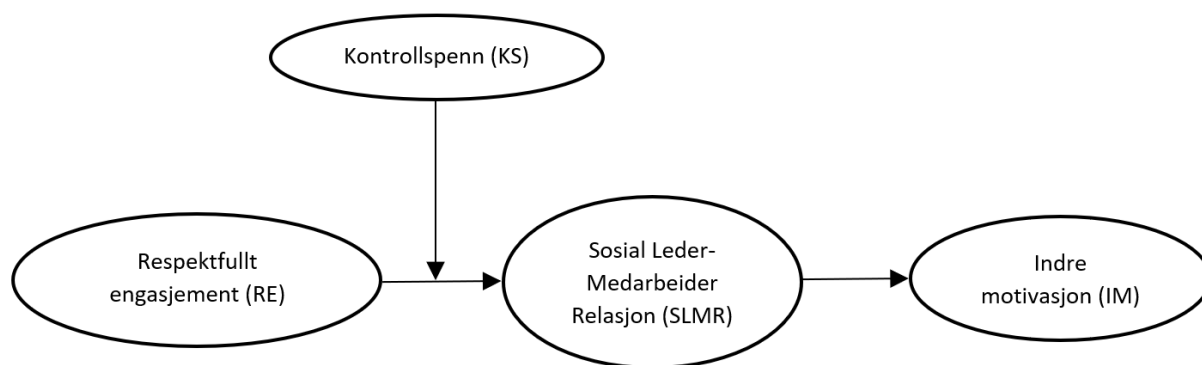 Kontrollspenn (KS)
Respektfullt
engasjement (RE)
Sosial Leder-
Medarbeider
Relasjon (SLMR)
Indre
motivasjon (IM)